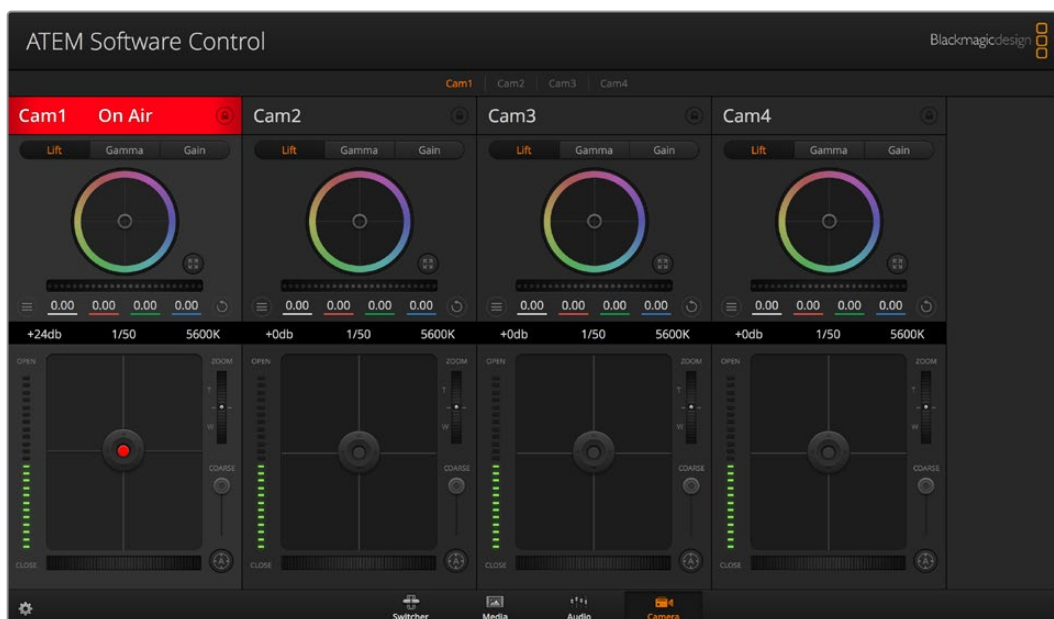 ATEM Software Control
Blackmagicdesign
Cam1 Cam2 Cam3 Cam4
Cam1 On Air Cam2 Cam3 Cam4
Lift Gamma Gain Lift Gamma Gain Lift Gamma Gain Lift Gamma Gain
0.00 0.00 0.00 0.00 0.00 0.00 0.00 0.00 0.00 0.00 0.00 0.00 0.00 0.00 0.00 0.00
+24db 1/50 5600K +0db 1/50 5600K +0db 1/50 5600K +0db 1/50 5600K
OPEN ZOOM OPEN ZOOM OPEN ZOOM OPEN ZOOM
T T T T
W W W W
COARSE COARSE COARSE COARSE
CLOSE A CLOSE A CLOSE A CLOSE A
Switcher Media Audio Camera